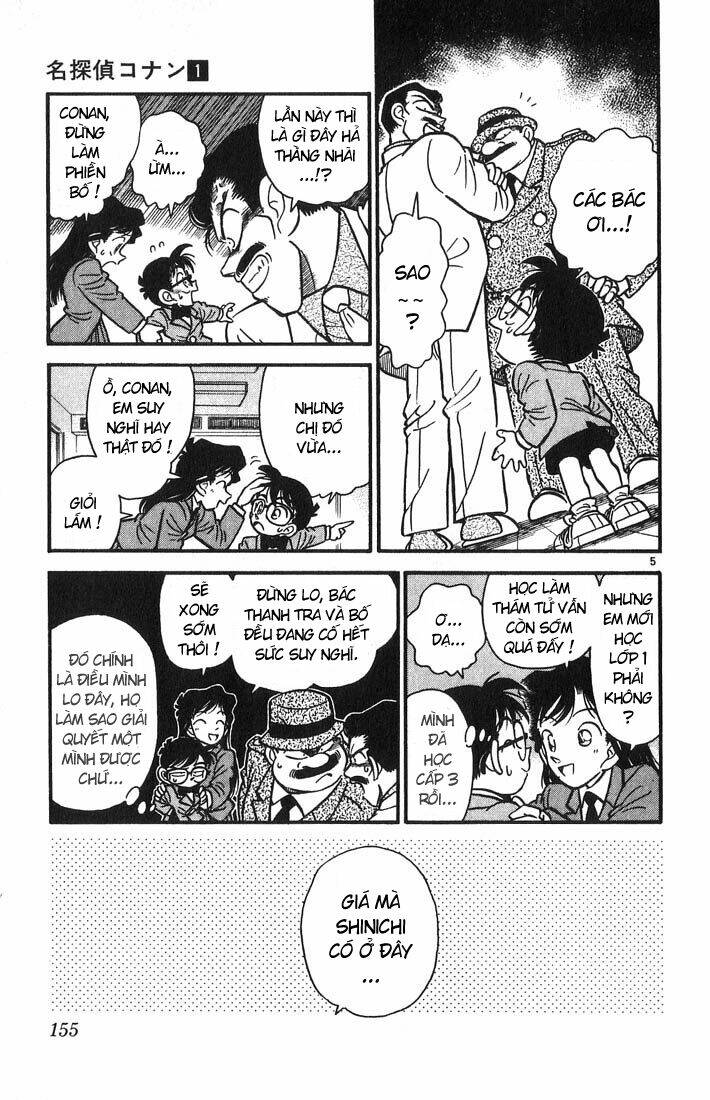 名探偵コナン1
CÁC BÁC
ƠI...!
SAO
~~
?
LẦN NÀY THÌ
LÀ GÌ ĐÂY HẢ
THẰNG NHÃI
...!?
À...
ỪM...
CONAN,
ĐỪNG
LÀM
PHIỀN
BỐ !
NHƯNG
CHỊ ĐÓ
VỪA...
Ồ, CONAN,
EM SUY
NGHĨ HAY
THẬT ĐÓ !
GIỎI
LẮM !
5
NHƯNG
EM MỚI
HỌC
LỚP 1
PHẢI
KHÔNG
?
HỌC LÀM
THÁM TỬ VẪN
CÒN SỚM
QUÁ ĐẤY !
Ơ...
DẠ...
MÌNH
ĐÃ
HỌC
CẤP 3
RỒI...
ĐỪNG LO, BÁC
THANH TRA VÀ BỐ
ĐỀU ĐANG CỐ HẾT
SỨC SUY NGHĨ.
SẼ
XONG
SỚM
THÔI !
ĐÓ CHÍNH
LÀ ĐIỀU MÌNH
LO ĐÂY, HỌ
LÀM SAO GIẢI
QUYẾT MỘT
MÌNH ĐƯỢC
CHỨ...
GIÁ MÀ
SHINICHI
CÓ Ở ĐÂY
...
155